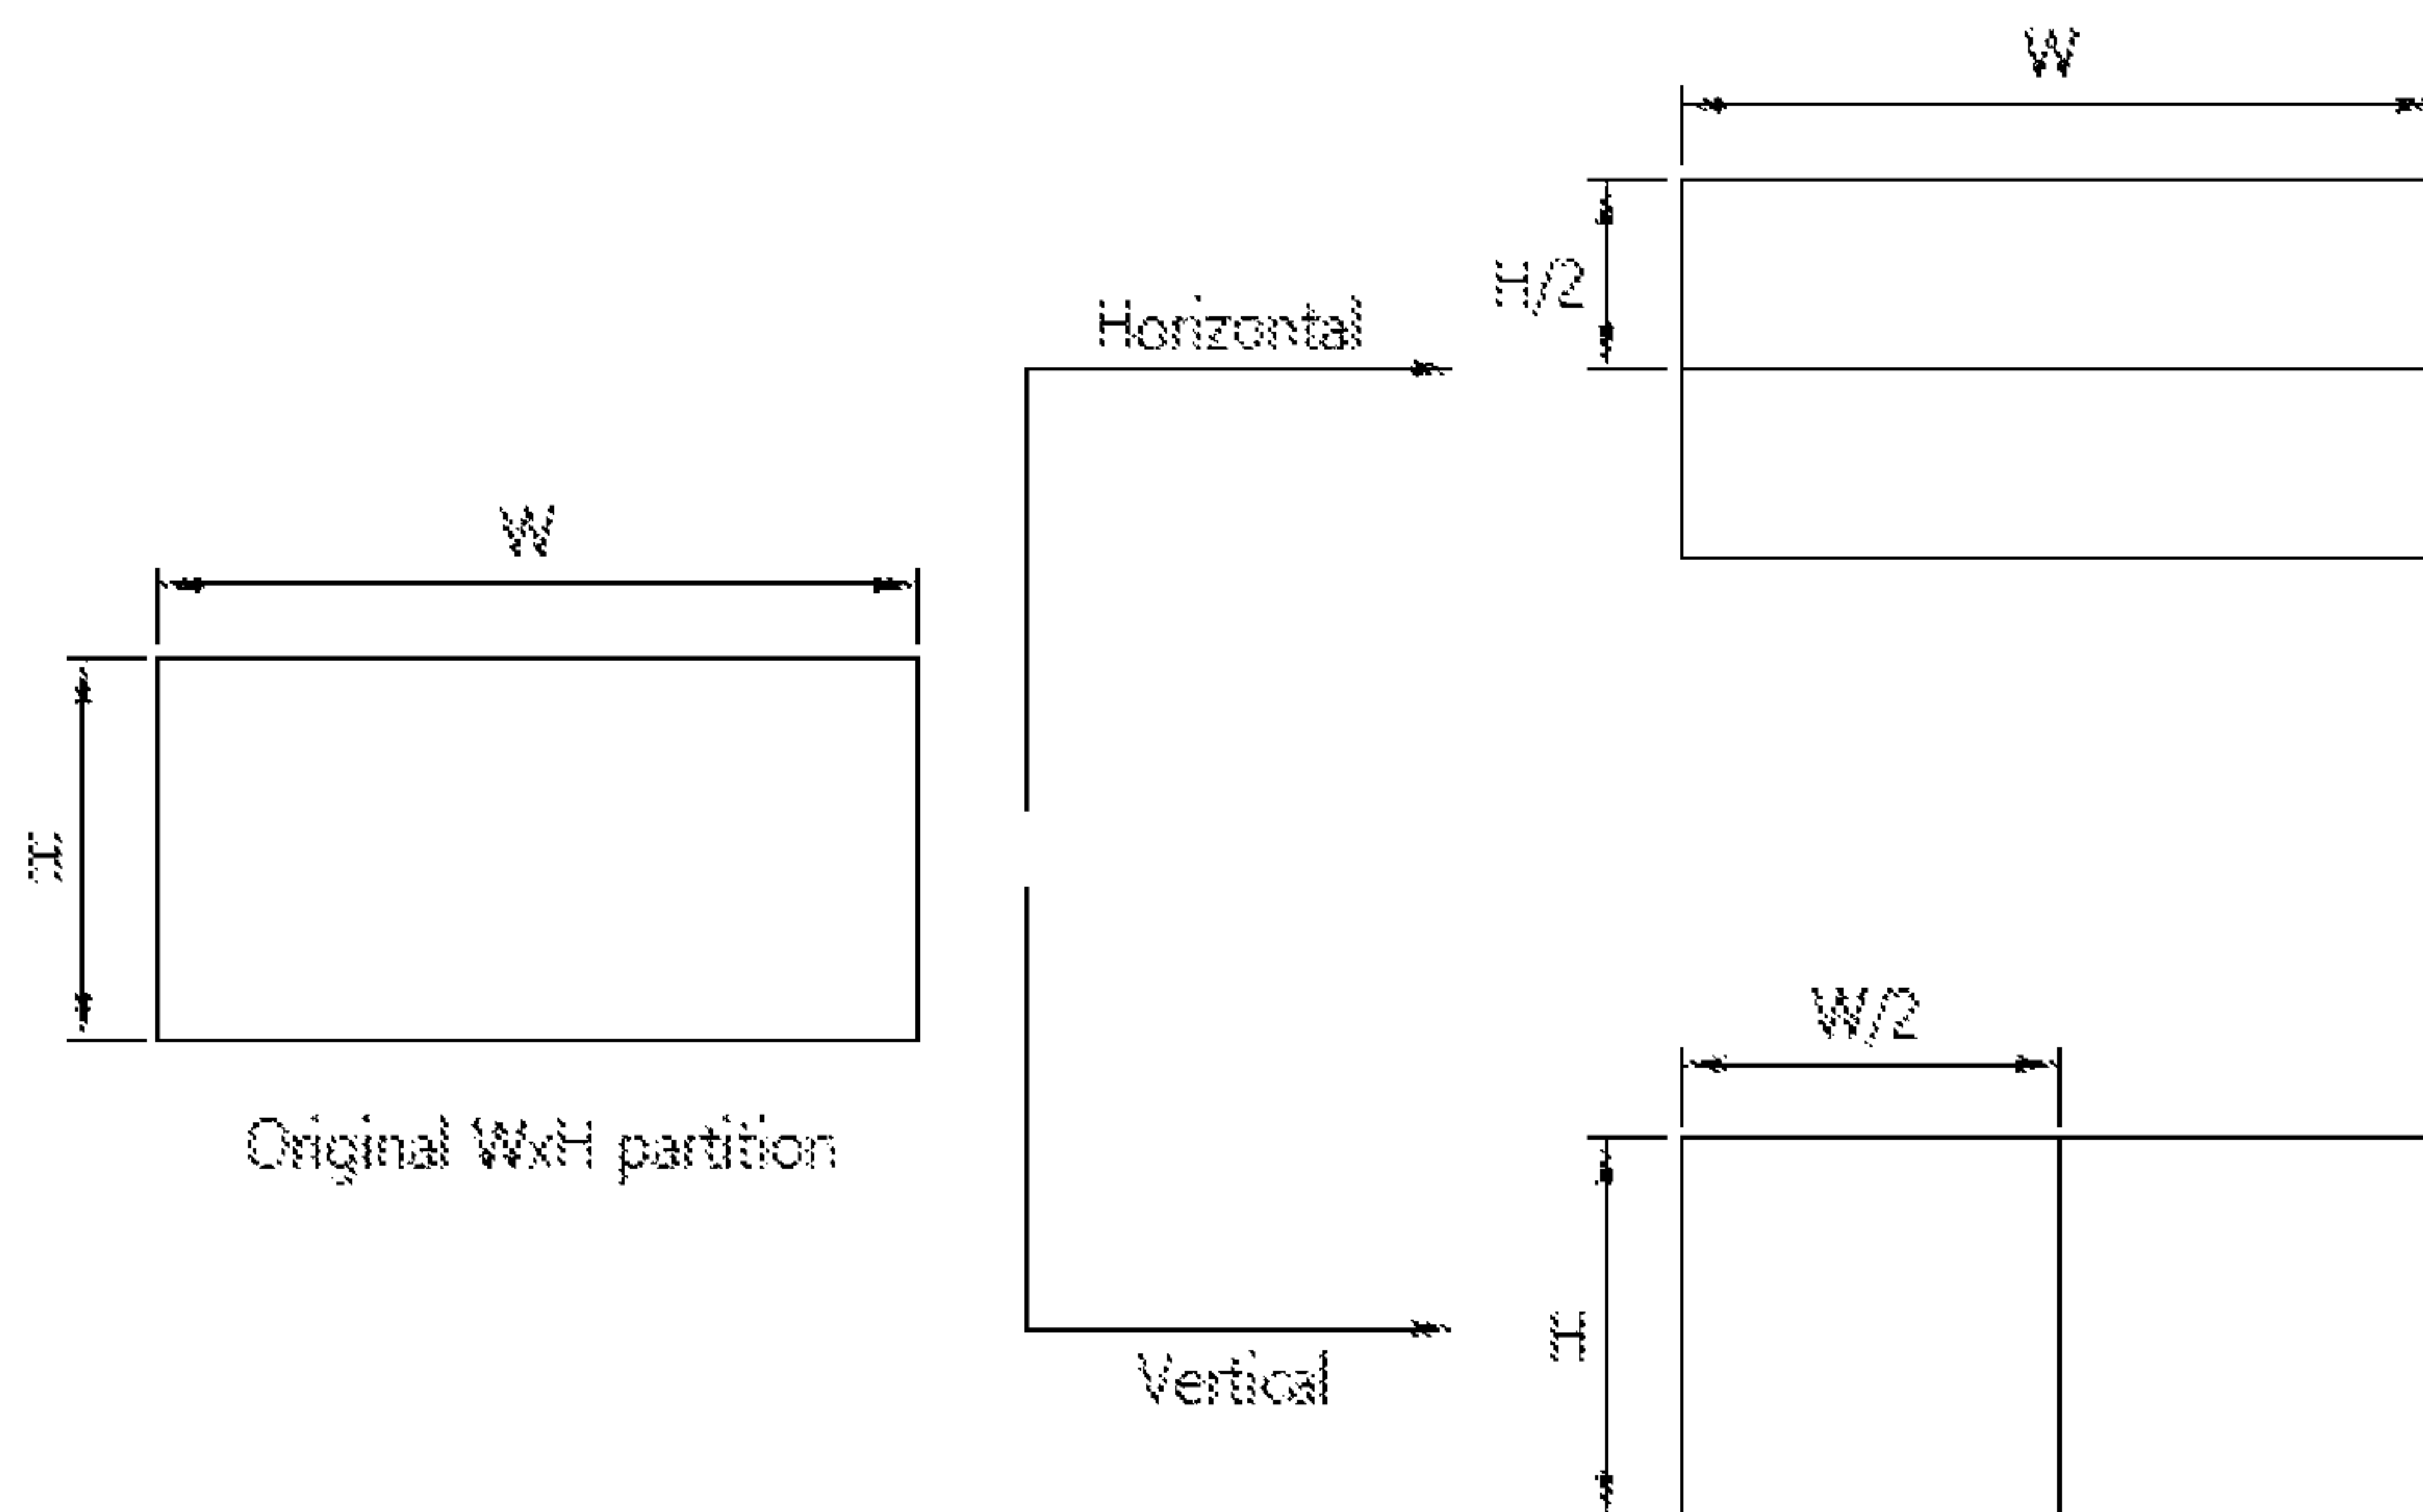 W
H/2
Horizontal
W
H
Original WxH partition
W/2
H
Vertical